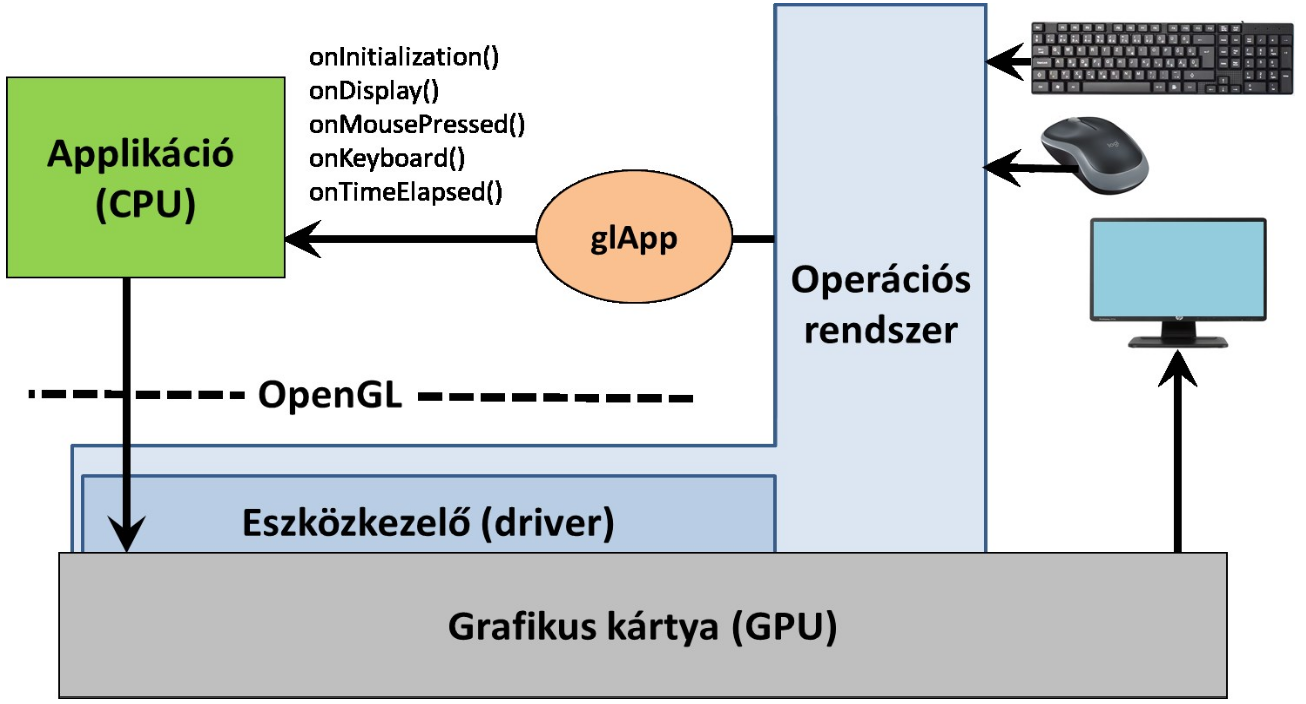 onInitialization()
onDisplay()
onMousePressed()
onKeyboard()
onTimeElapsed()
Applikáció
(CPU)
glApp
Operációs
rendszer
OpenGL
Eszközkezelő (driver)
Grafikus kártya (GPU)